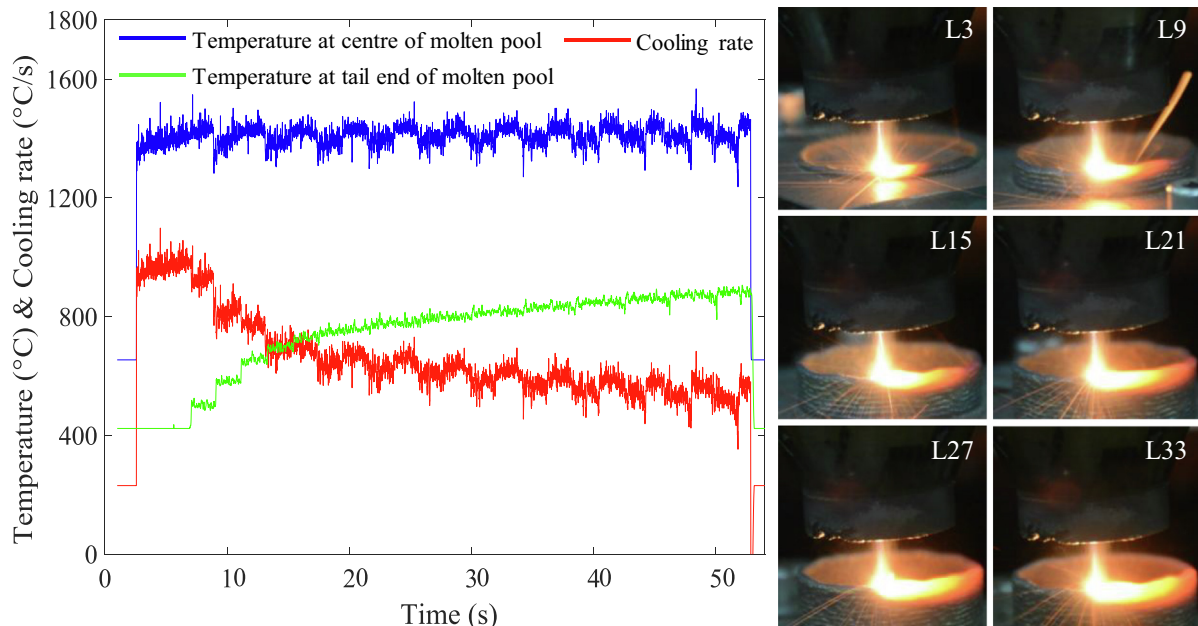 Temperature (°C) & Cooling rate (°C/s)
1800
1600
1200
800
400
0
Temperature at centre of molten pool
Cooling rate
Temperature at tail end of molten pool
0
10
20
30
40
50
Time (s)
L3
L9
L15
L21
L27
L33